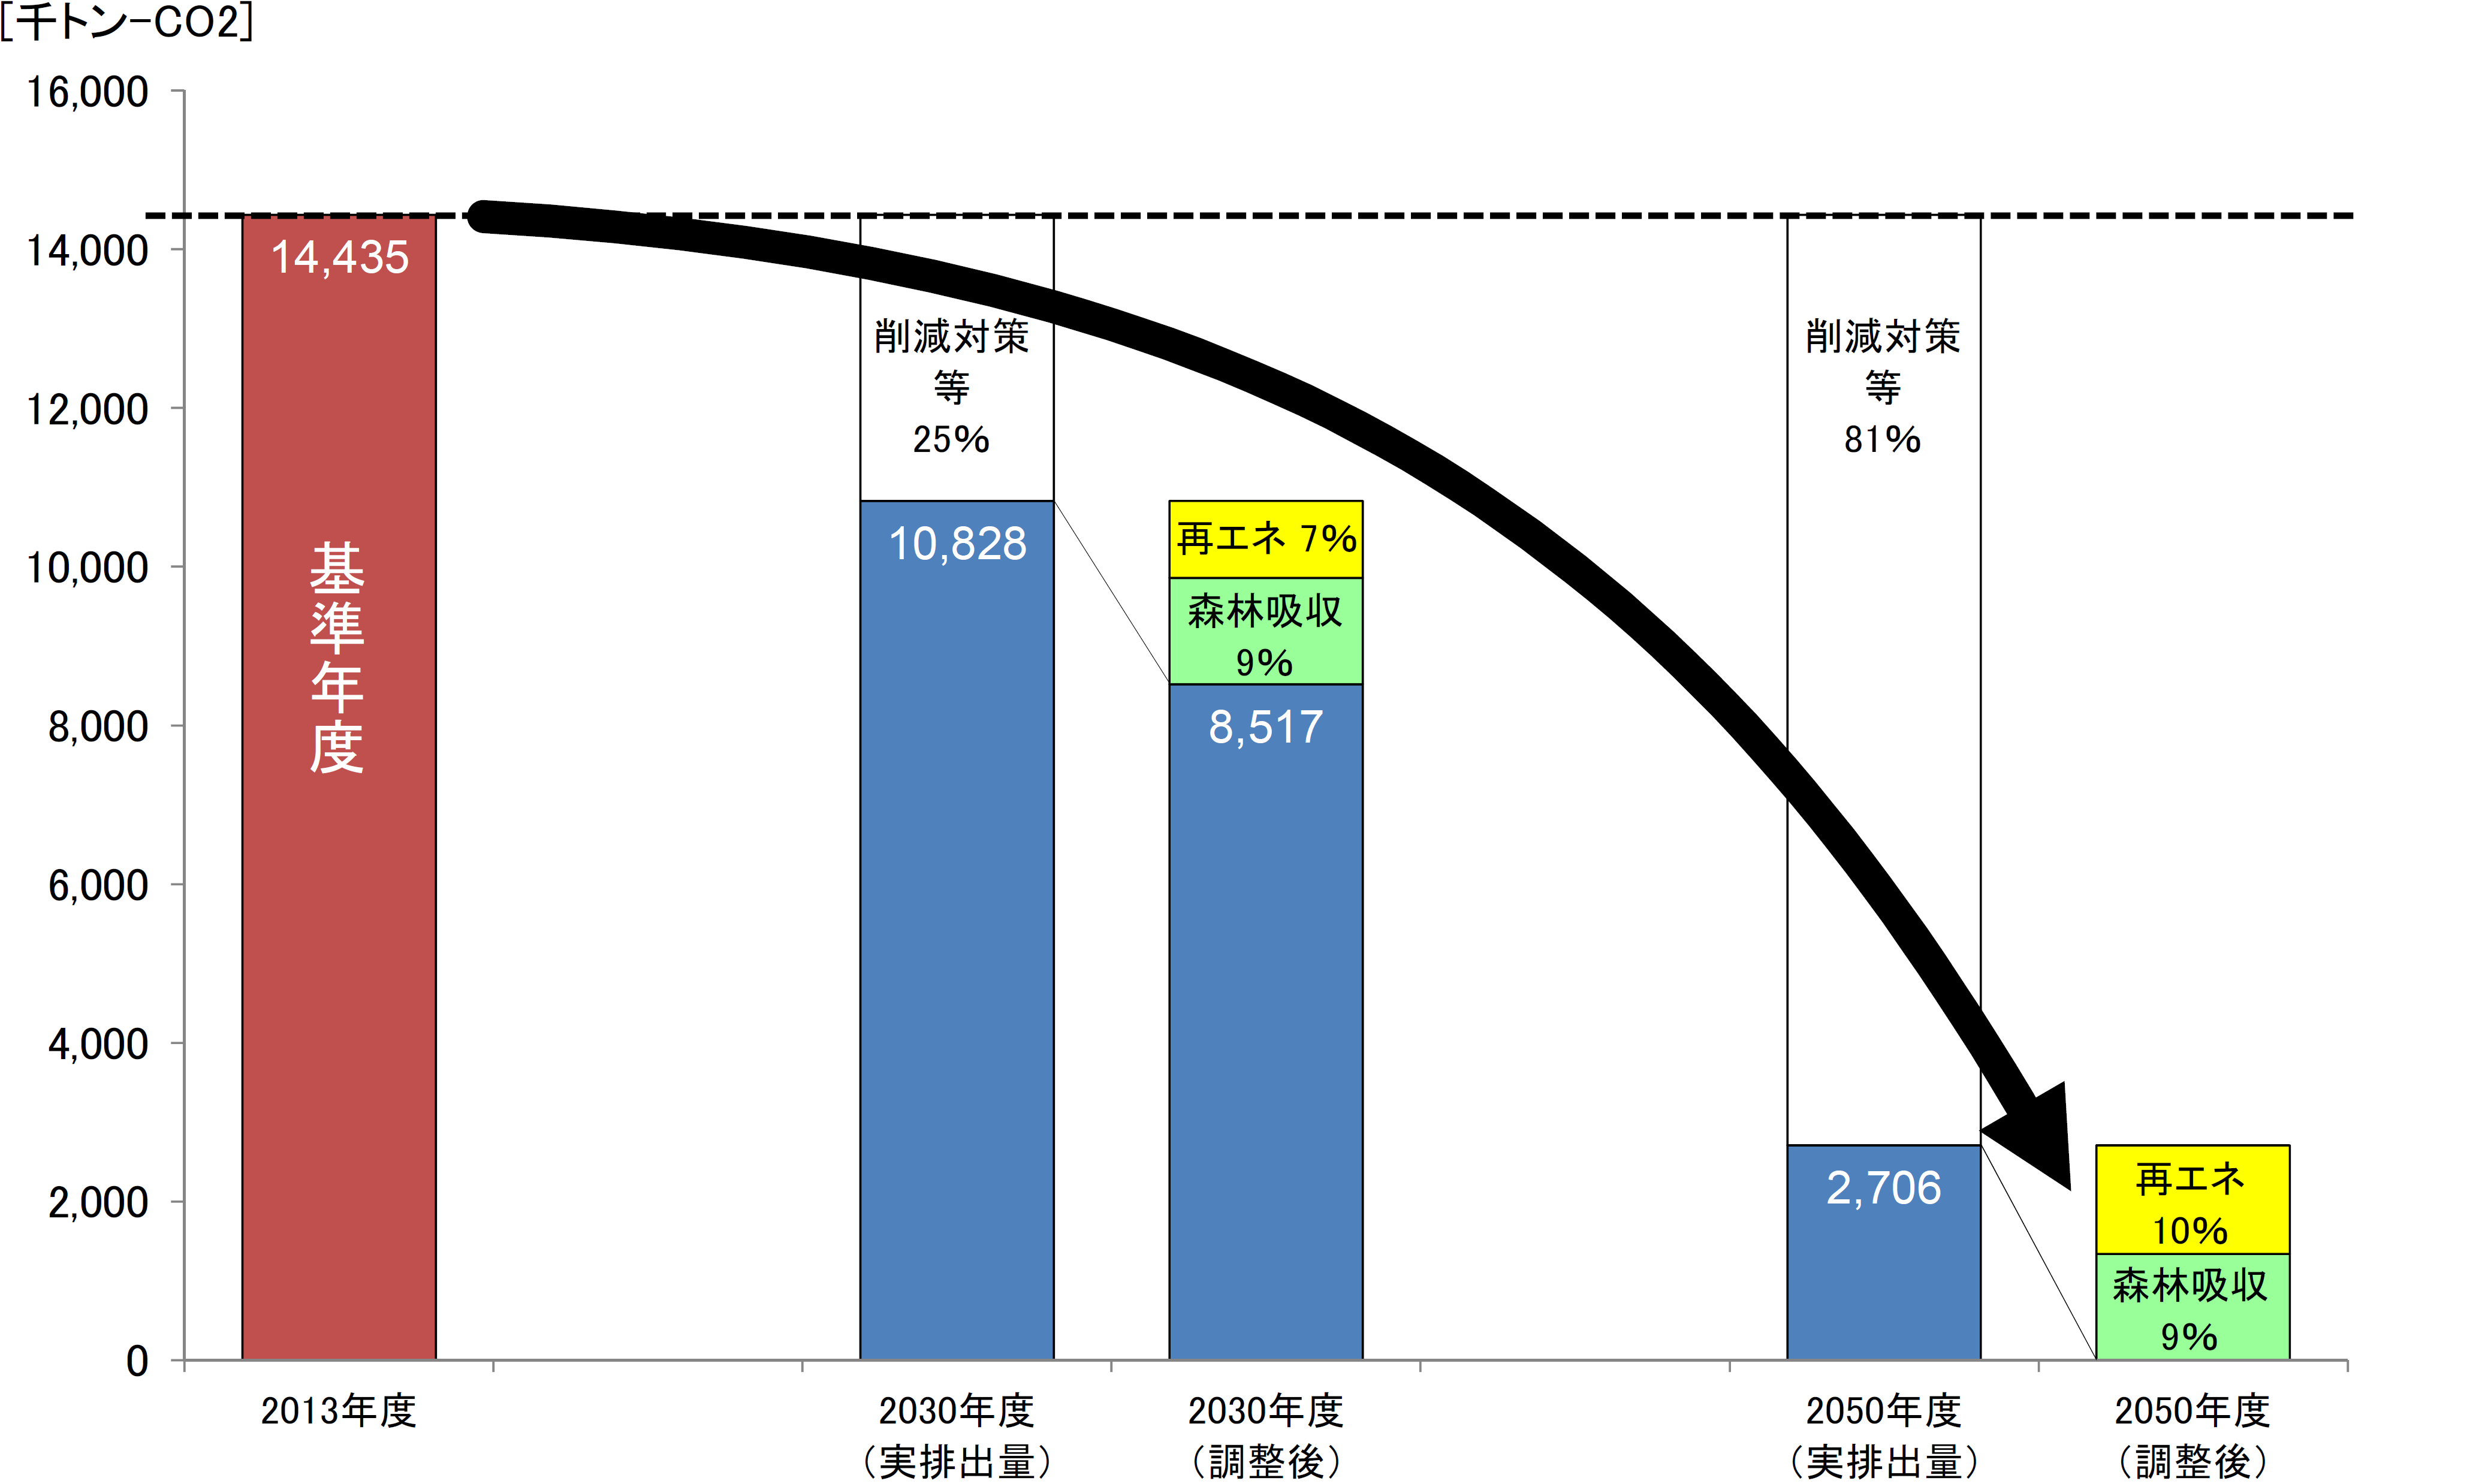 [千トン-CO2]
16,000
14,000
12,000
10,000
8,000
6,000
4,000
2,000
0
14,435
基準年度
削減対策
等
25%
10,828
再エネ 7%
森林吸収
9%
8,517
削減対策
等
81%
2,706
再エネ
10%
森林吸収
9%
2013年度
2030年度
（実排出量）
2030年度
（調整後）
2050年度
（実排出量）
2050年度
（調整後）